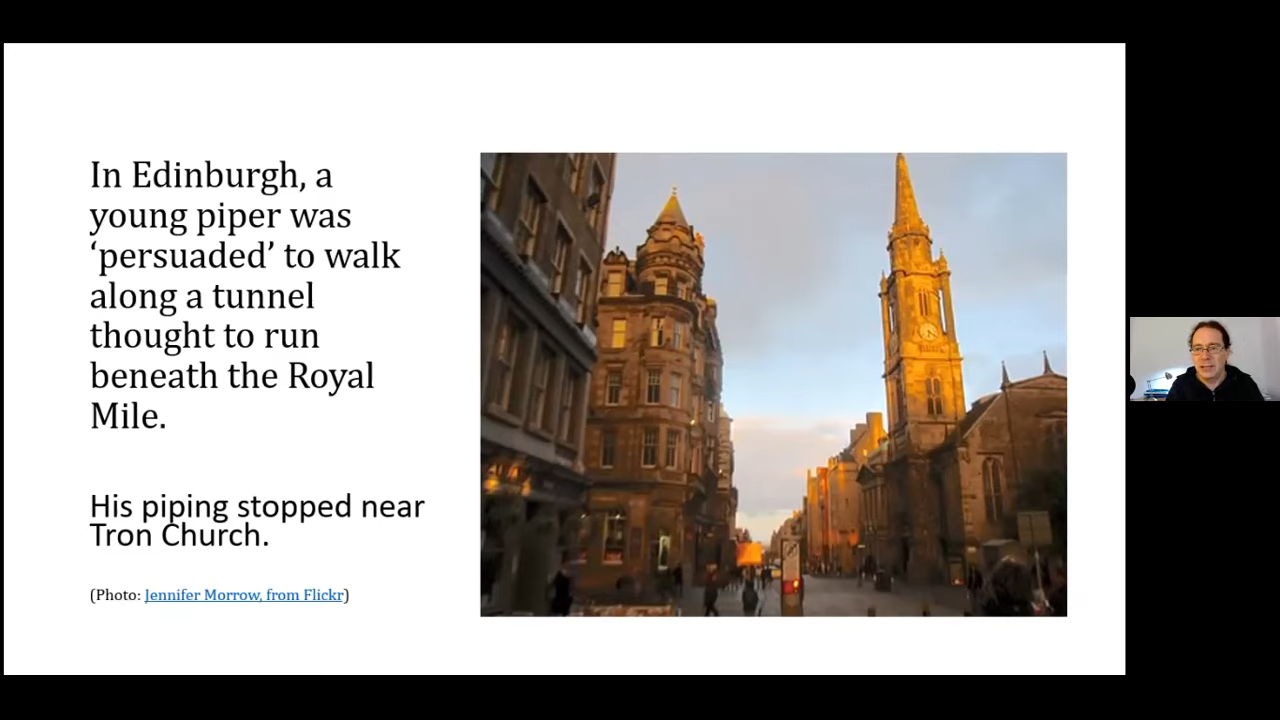 In Edinburgh, a
young piper was
‘persuaded’ to walk
along a tunnel
thought to run
beneath the Royal
Mile.
His piping stopped near
Tron Church.
(Photo: Jennifer Morrow, from Flickr)